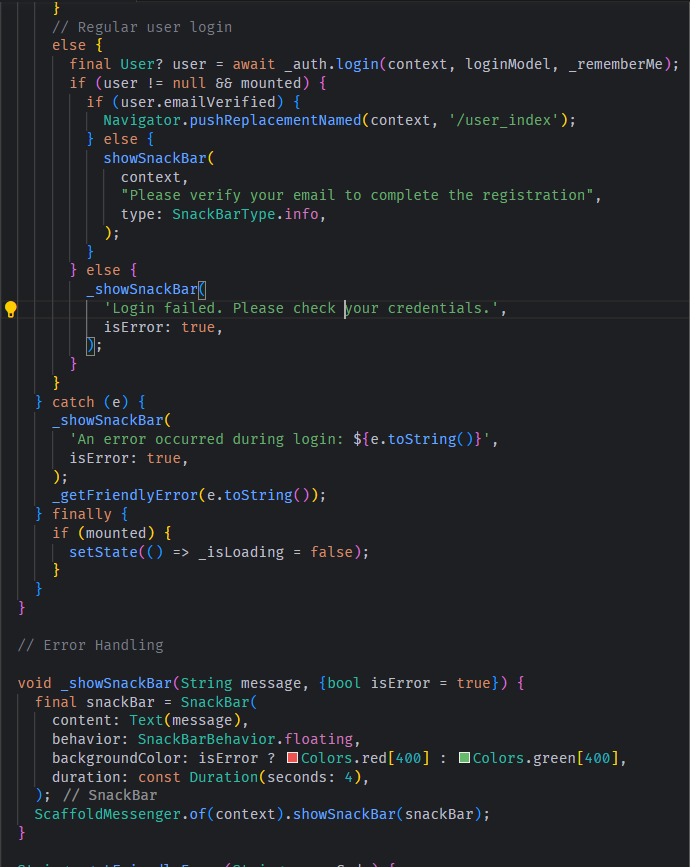 }
// Regular user login
else {
final User? user = await _auth.login(context, loginModel, _rememberMe);
if (user != null && mounted) {
if (user.emailVerified) {
Navigator.pushReplacementNamed(context, '/user_index');
} else {
showSnackBar(
context,
"Please verify your email to complete the registration",
type: SnackBarType.info,
);
}
} else {
_showSnackBar(
'Login failed. Please check your credentials.',
isError: true,
);
}
}
} catch (e) {
_showSnackBar(
'An error occurred during login: ${e.toString()}',
isError: true,
);
_getFriendlyError(e.toString());
} finally {
if (mounted) {
setState(() => _isLoading = false);
}
}
}
// Error Handling
void _showSnackBar(String message, {bool isError = true}) {
final snackBar = SnackBar(
content: Text(message),
behavior: SnackBarBehavior.floating,
backgroundColor: isError ? Colors.red[400] : Colors.green[400],
duration: const Duration(seconds: 4),
); // SnackBar
ScaffoldMessenger.of(context).showSnackBar(snackBar);
}